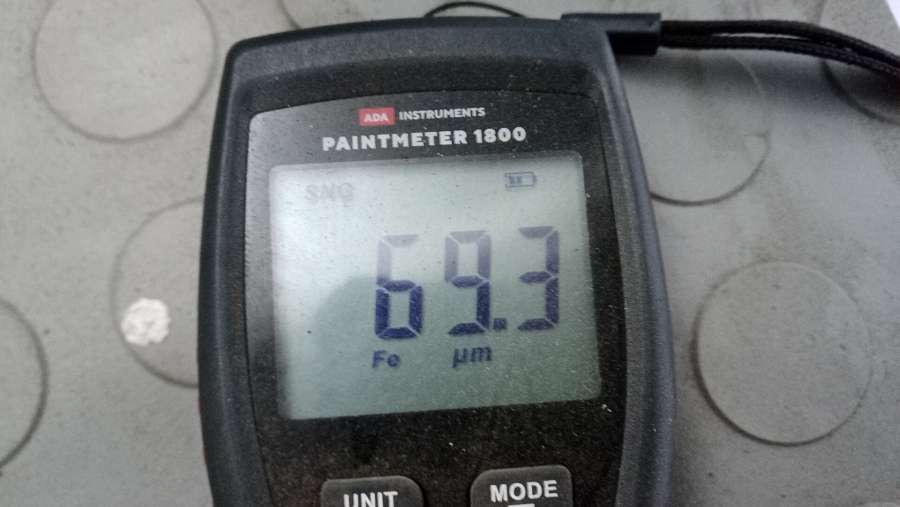 ADA INSTRUMENTS
PAINTMETER 1800
SNG
69.3
Fe µm
UNIT MODE